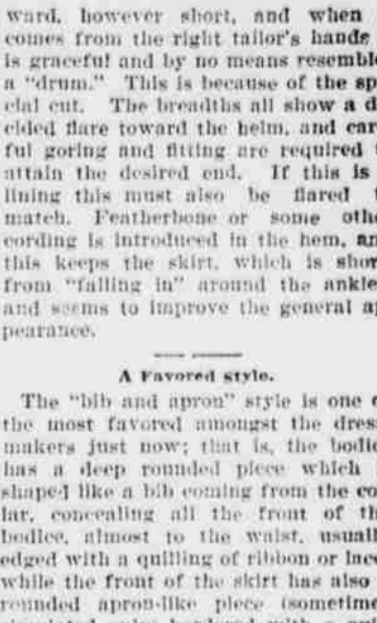 ward, however short, and when
comes from the right tailor's hands
is graceful and by no means resembl
a "drum." This is because of the sp
cial cut. The breadths all show a d
cided flare toward the helm, and car
ful goring and fitting are required t
attain the desired end. If this is
lining this must also be flared t
match. Featherbone or some othe
cording is introduced in the hem, an
this keeps the skirt, which is shor
from "falling in" around the ankle
and seems to improve the general ap
pearance.
A Favored style.
The "bib and apron" style is one o
the most favored amongst the dress
makers just now; that is, the bodic
has a deep rounded piece which
shaped like a bib coming from the co
lar, concealing all the front of th
bodice, almost to the waist, usuall
edged with a quilling of ribbon or lace
while the front of the skirt has also
rounded apron-like piece (sometime
bordered with a